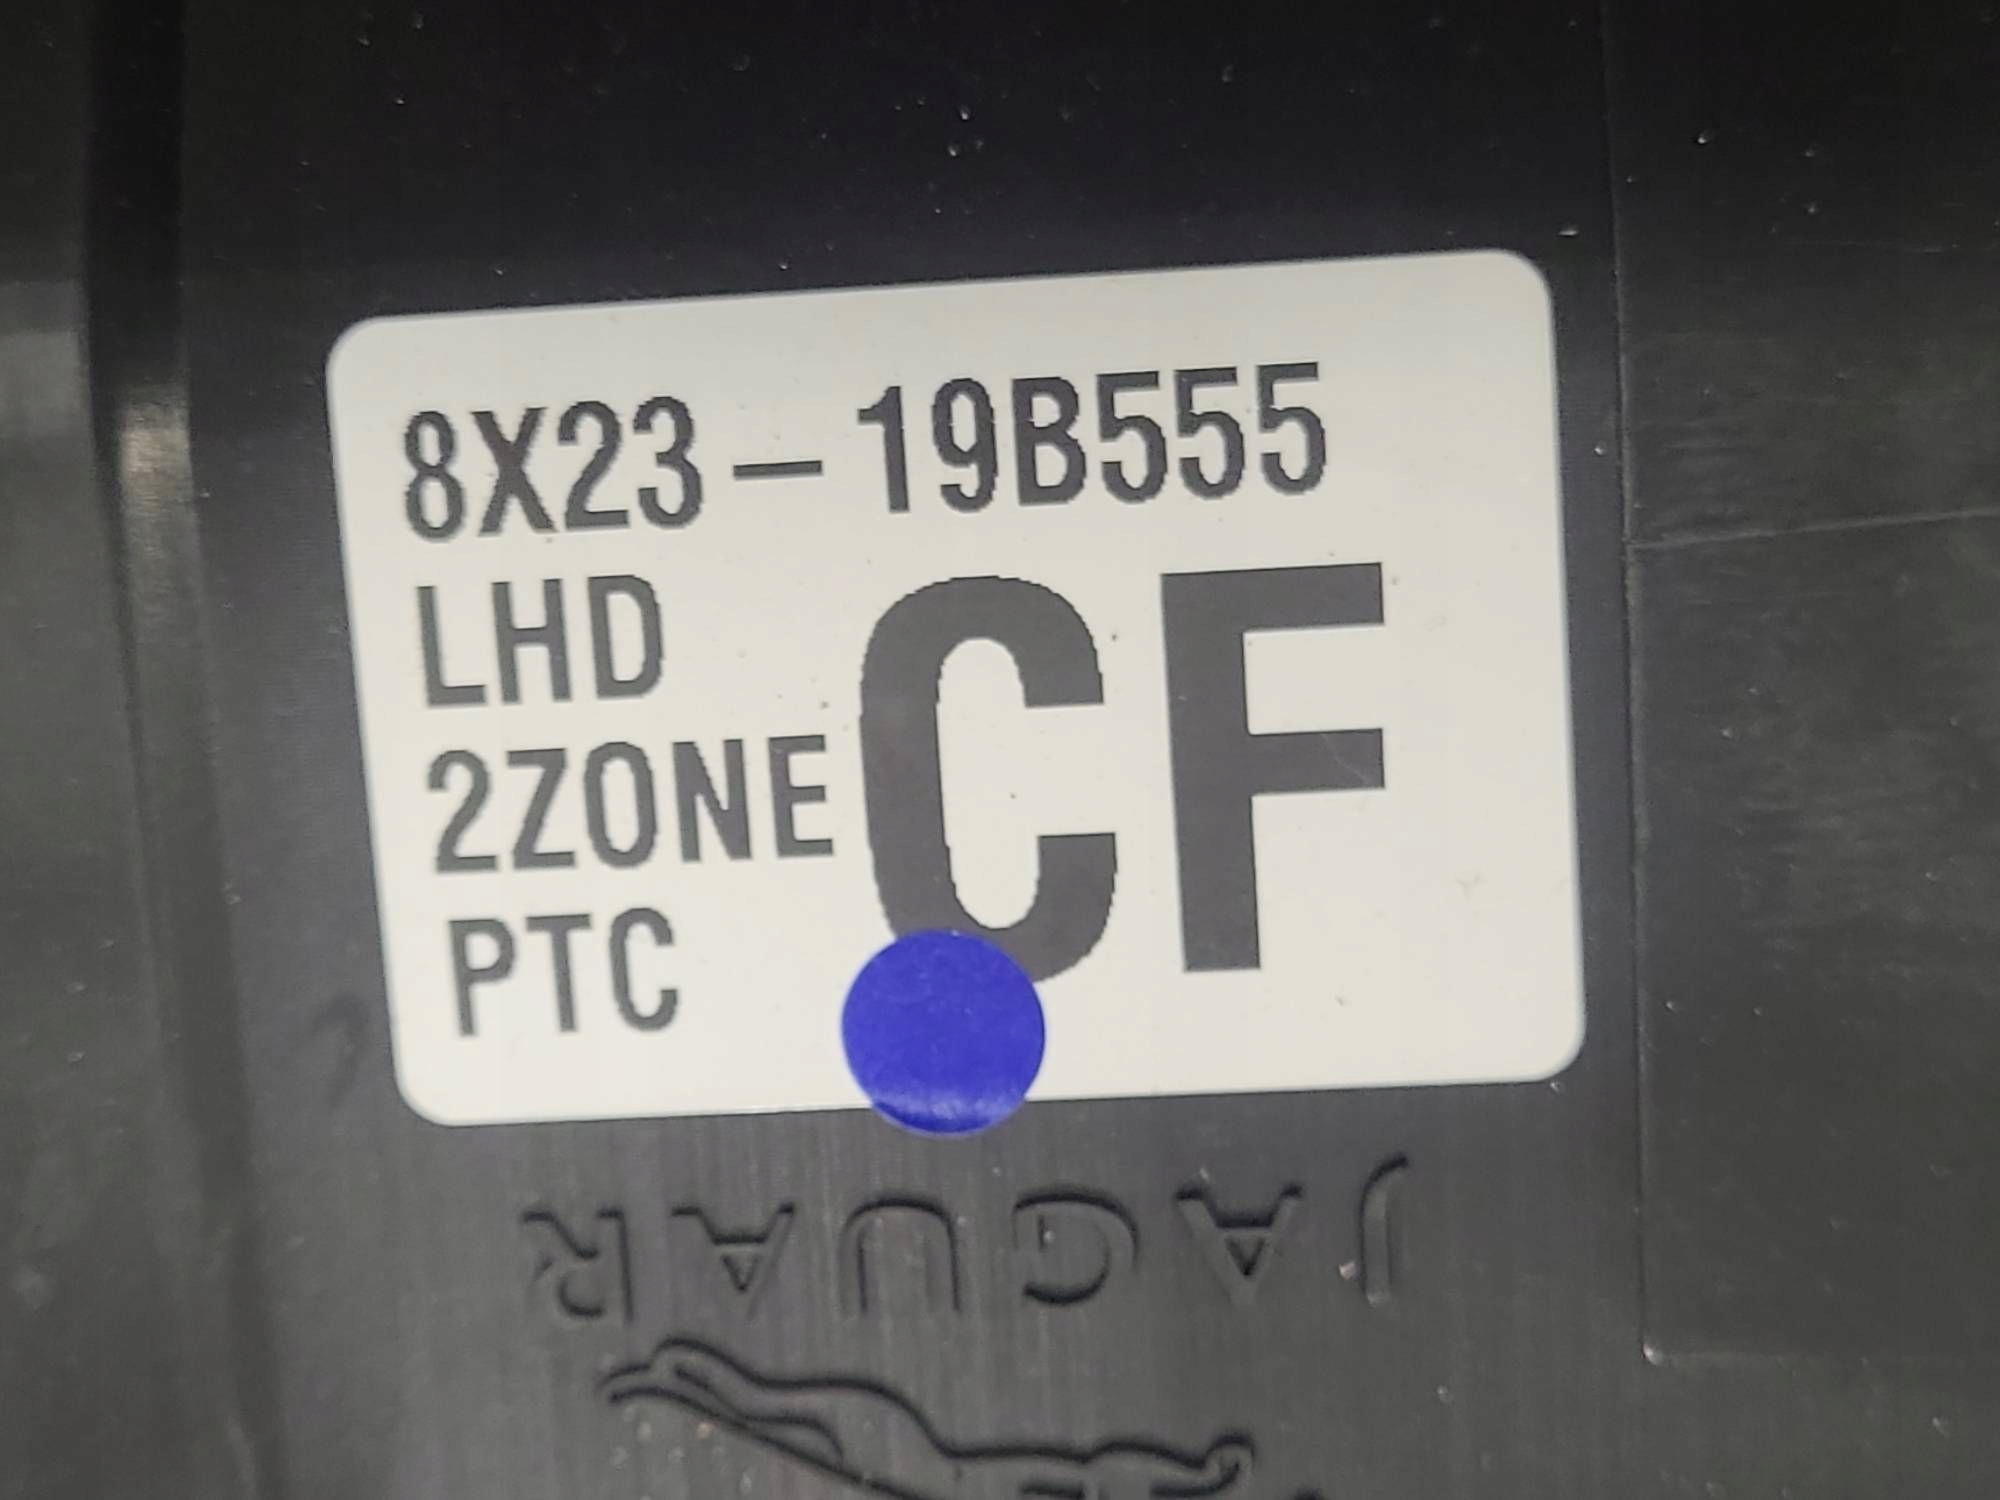 8X23-19B555
LHD
2ZONE
PTC
CF
JAGUAR